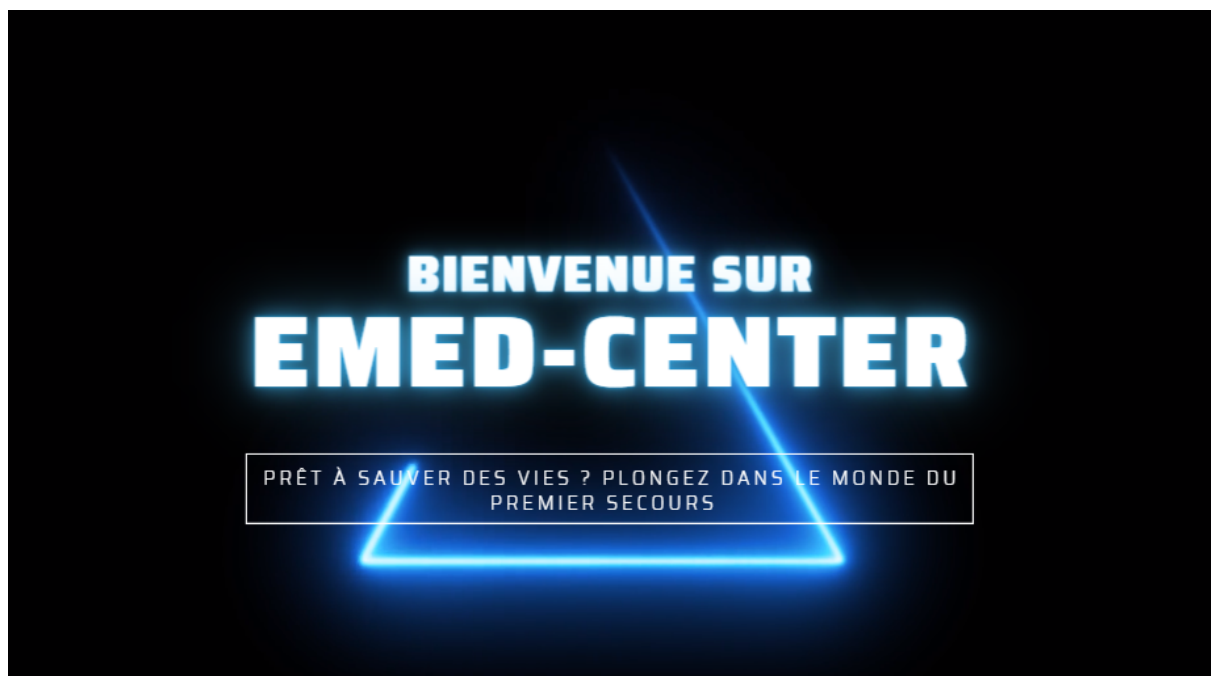 BIENVENUE SUR
EMED-CENTER
PRÊT À SAUVER DES VIES ? PLONGEZ DANS LE MONDE DU
PREMIER SECOURS